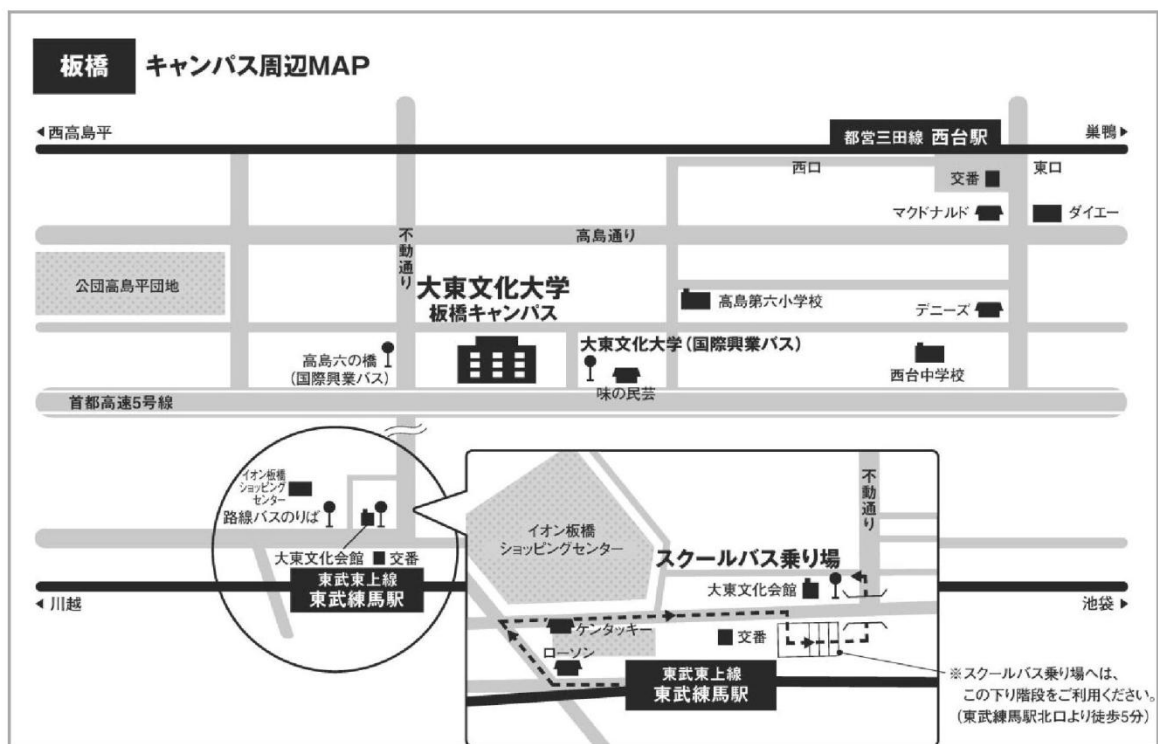 板橋 キャンパス周辺MAP
◀西高島平
都営三田線 西台駅
巣鴨▶
西口
東口
交番
マクドナルド
ダイエー
高島通り
不動通り
公団高島平団地
大東文化大学
板橋キャンパス
高島第六小学校
デニーズ
高島六の橋
(国際興業バス)
大東文化大学(国際興業バス)
味の民芸
西台中学校
首都高速5号線
イオン板橋
ショッピング
センター
路線バスのりば
大東文化会館
交番
東武東上線
東武練馬駅
◀川越
池袋▶
イオン板橋
ショッピングセンター
不動通り
スクールバス乗り場
大東文化会館
ケンタッキー
交番
ローソン
東武東上線
東武練馬駅
※スクールバス乗り場へは、
この下り階段をご利用ください。
(東武練馬駅北口より徒歩5分)